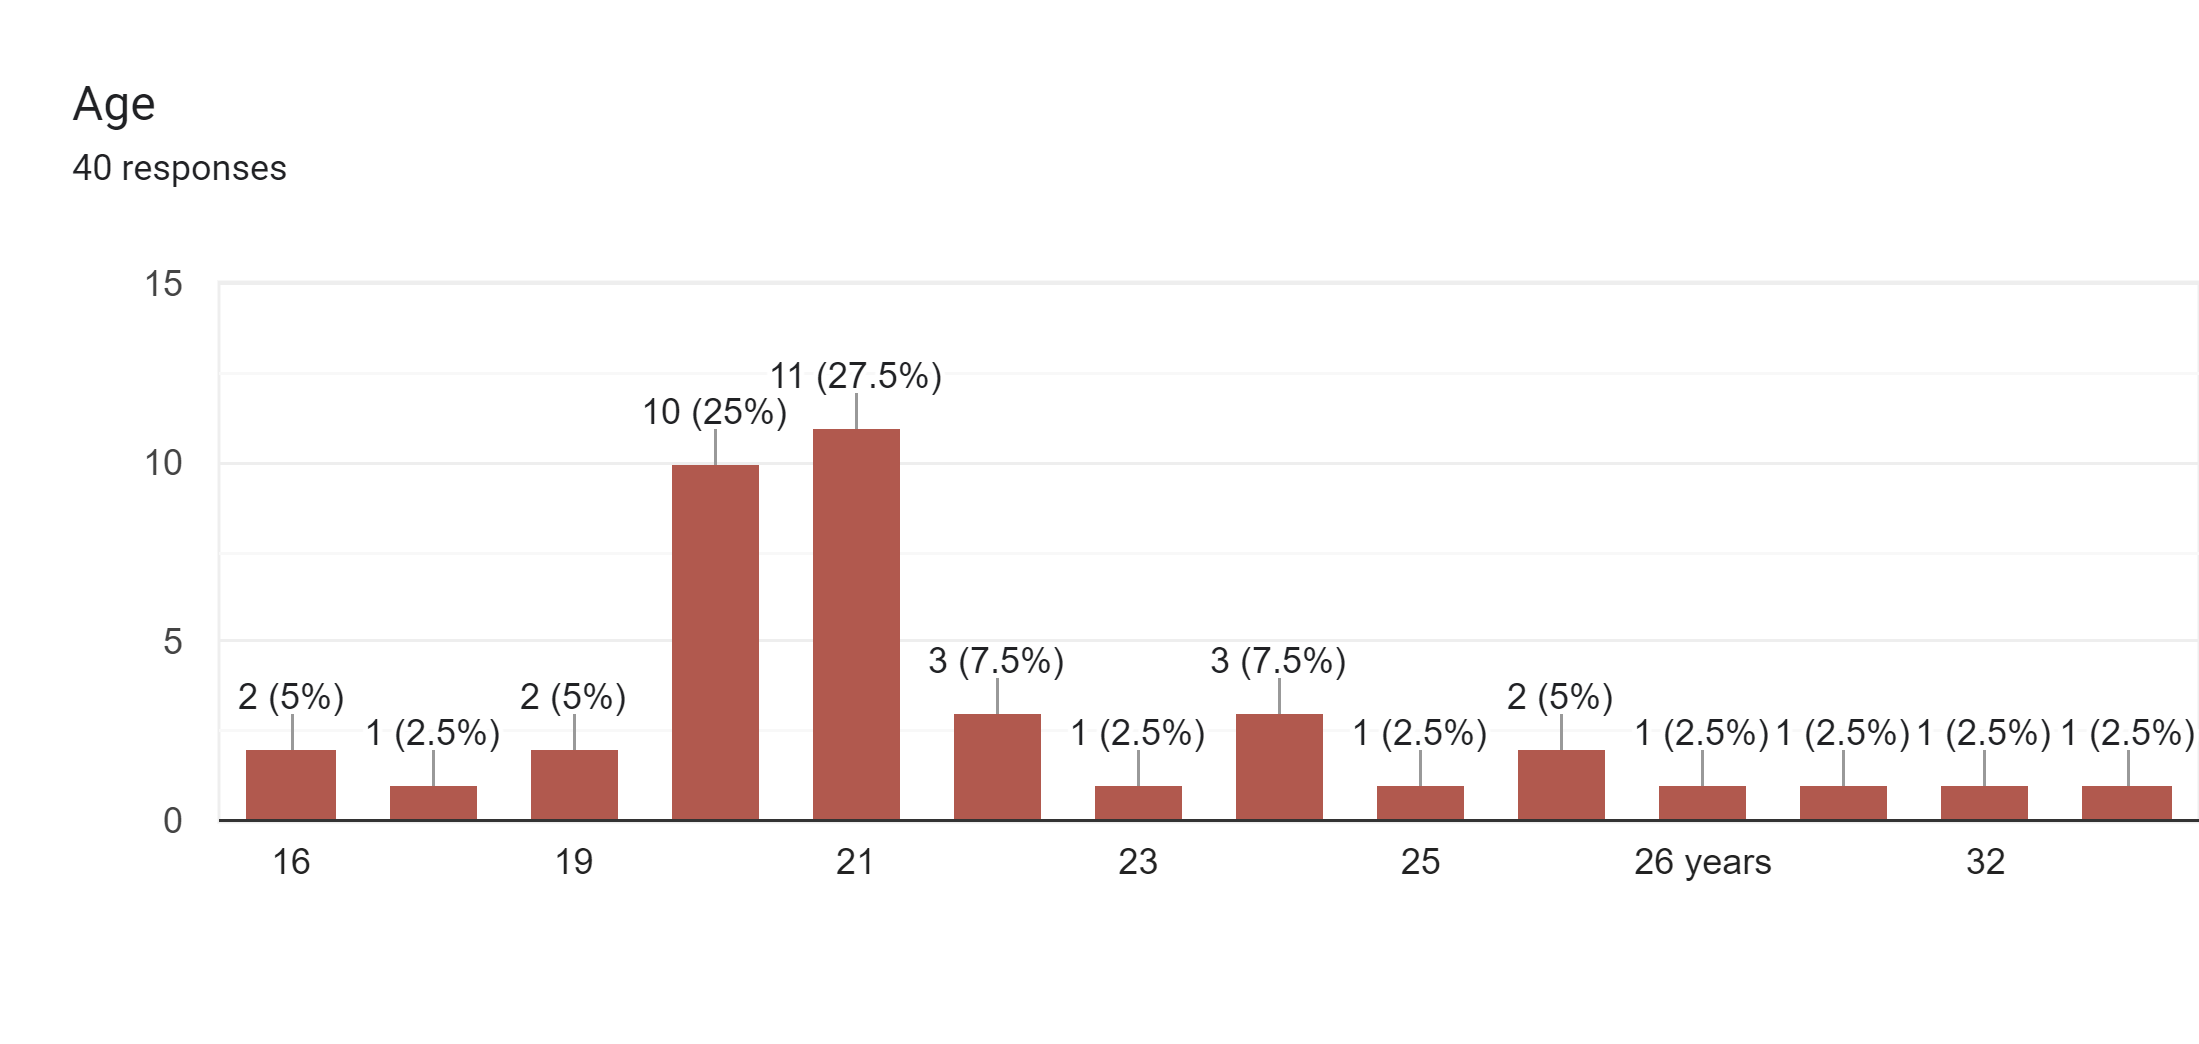 Age
40 responses
15
11 (27.5%)
10 (25%)
10
5
3 (7.5%) 3 (7.5%)
2 (5%) 2 (5%) 2 (5%)
1 (2.5%) 1 (2.5%) 1 (2.5%) 1 (2.5%) 1 (2.5%) 1 (2.5%) 1 (2.5%)
0
16 19 21 23 25 26 years 32